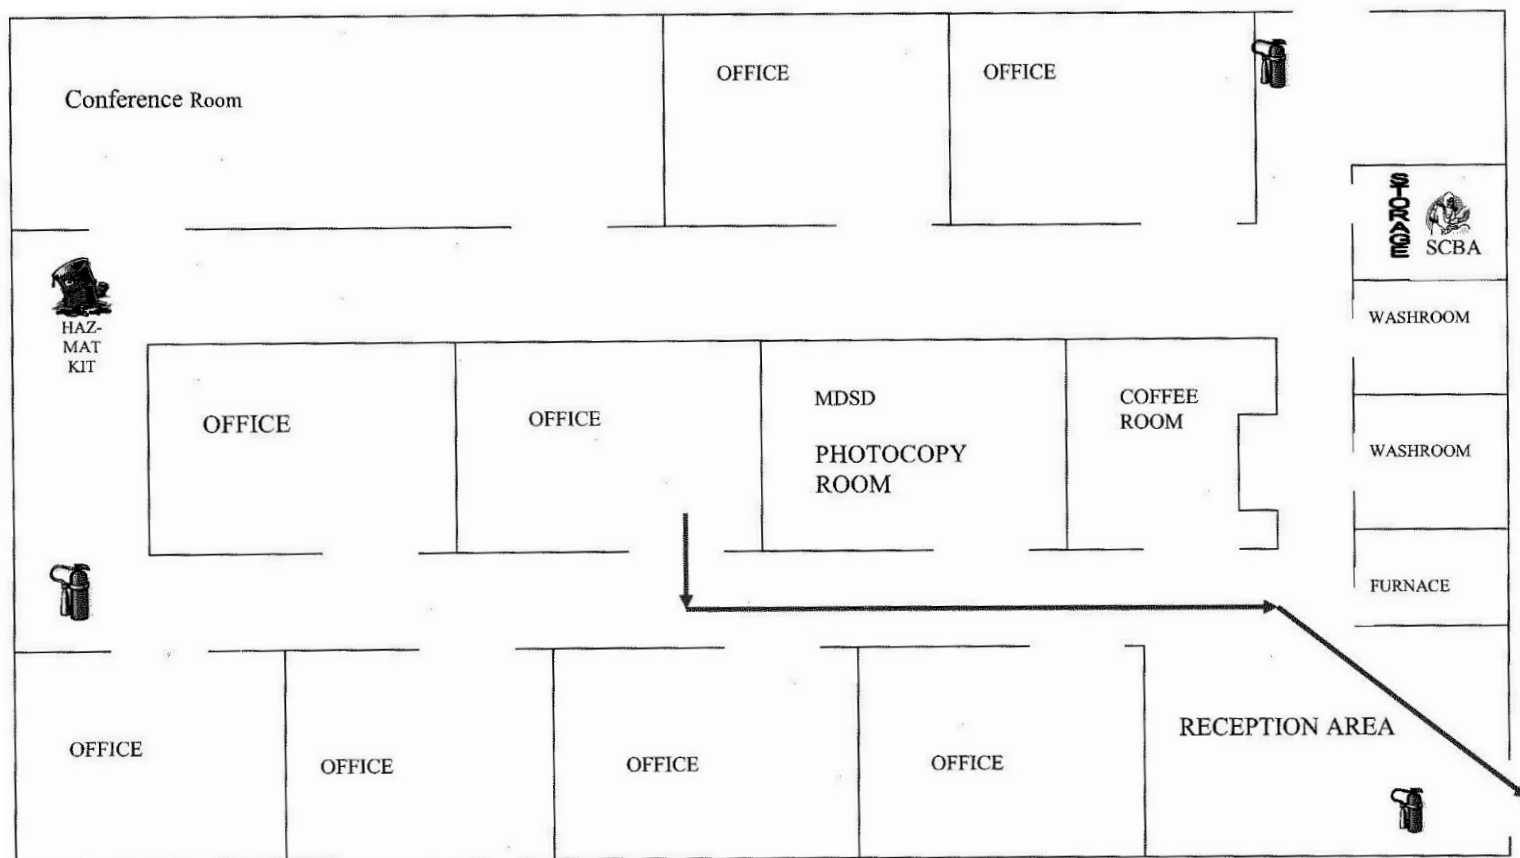 Conference Room
OFFICE
OFFICE
STORAGE
SCBA
HAZ-
MAT
KIT
WASHROOM
OFFICE
OFFICE
MDSD
PHOTOCOPY
ROOM
COFFEE
ROOM
WASHROOM
FURNACE
OFFICE
OFFICE
OFFICE
OFFICE
RECEPTION AREA